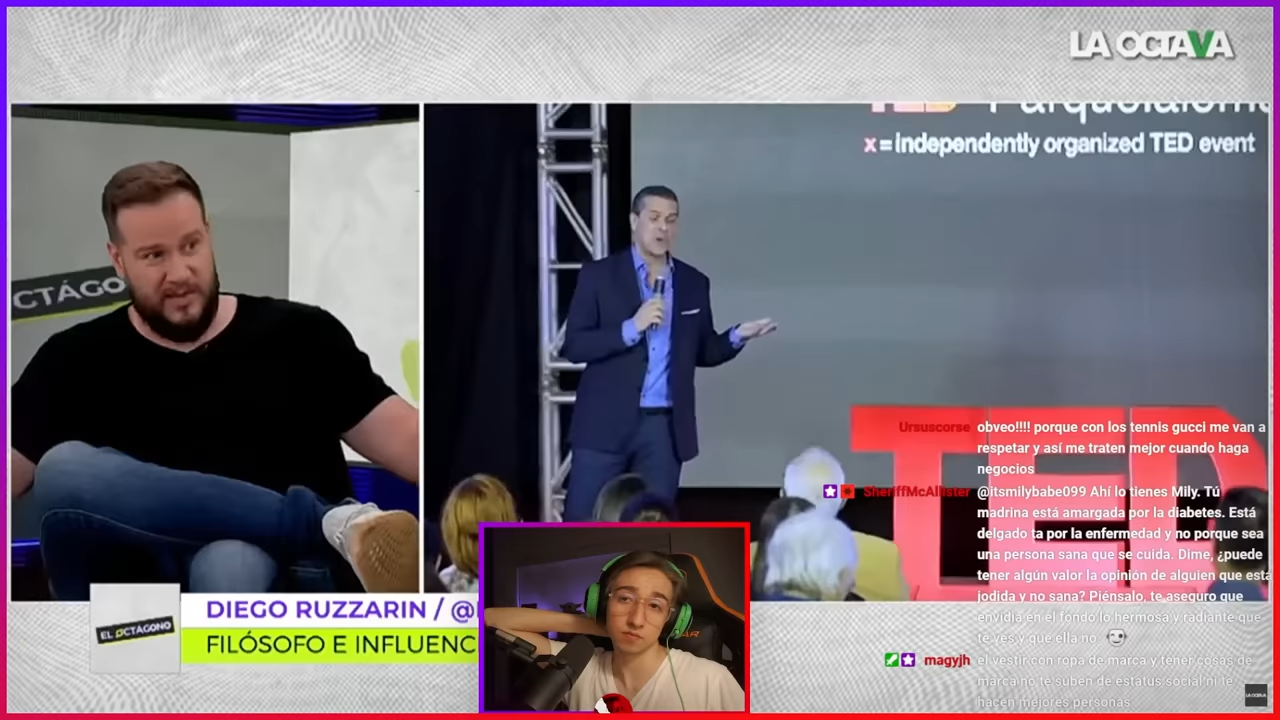 LA OCTAVA
x = independently organized TED event
CTÁGO
TED
Ursuscorse obveo!!!! porque con los tennis gucci me van a
respetar y así me traten mejor cuando haga
negocios
SheriffMcAllister @itsmilybabe099 Ahí lo tienes Mily. Tú
madrina está amargada por la diabetes. Está
delgado ta por la enfermedad y no porque sea
una persona sana que se cuida. Dime, ¿puede
tener algún valor la opinión de alguien que está
jodida y no sana? Piénsalo, te aseguro que
envidia en el fondo lo hermosa y radiante que
te ves y que ella no
magyjh el vestir con ropa de marca y tener cosas de
marca no te suben de estatus social ni te
hacen mejores personas
EL OCTÁGONO
DIEGO RUZZARIN / @
FILÓSOFO E INFLUENC